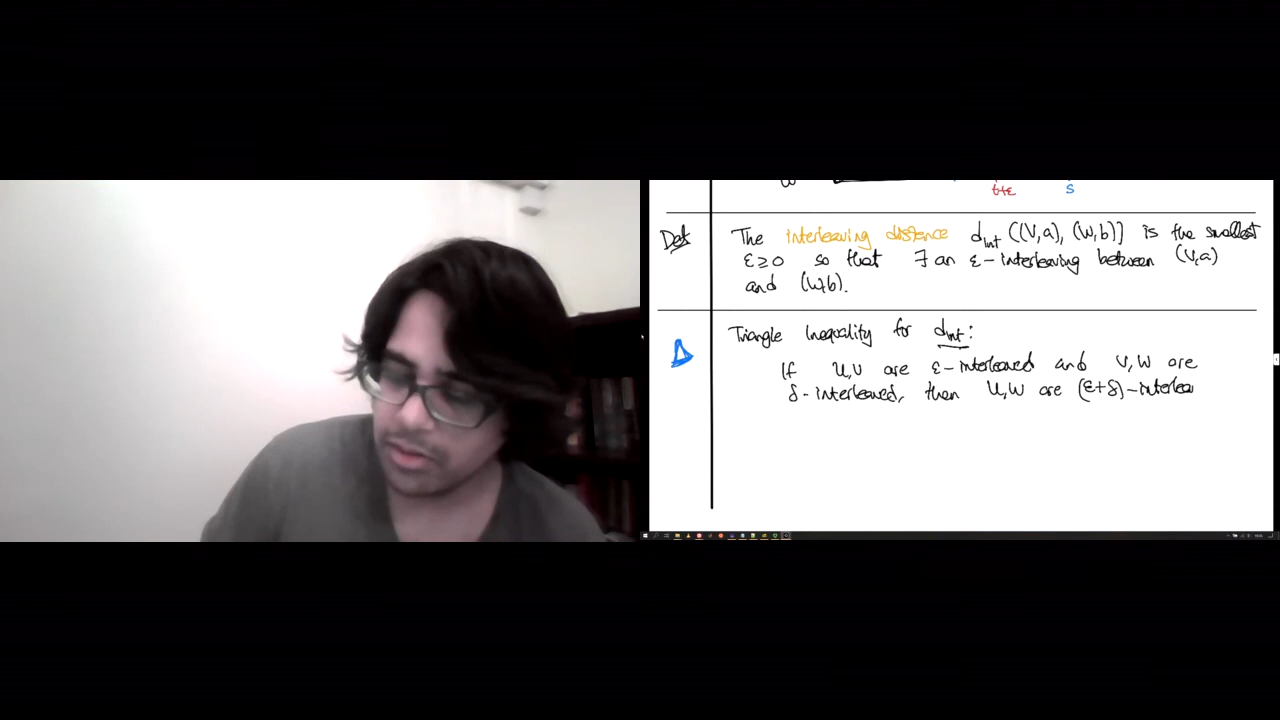 W
t+ε
s
Def The interleaving distance d_int ((V,a), (W,b)) is the smallest
ε≥0 so that ∃ an ε-interleaving between (V,a)
and (W,b).
Triangle Inequality for d_int:
Δ
If U,V are ε-interleaved and V,W are
δ-interleaved, then U,W are (ε+δ)-interleav